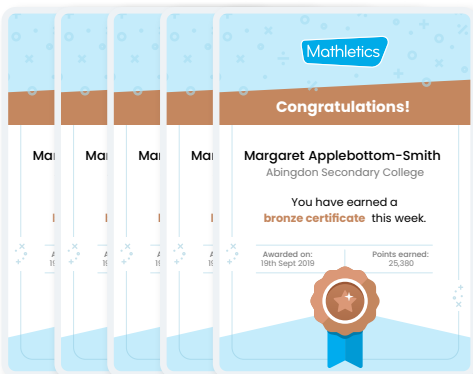 Mathletics
Congratulations!
Margaret Applebottom-Smith
Abingdon Secondary College
You have earned a
bronze certificate this week.
Awarded on:
19th Sept 2019
Points earned:
25,380